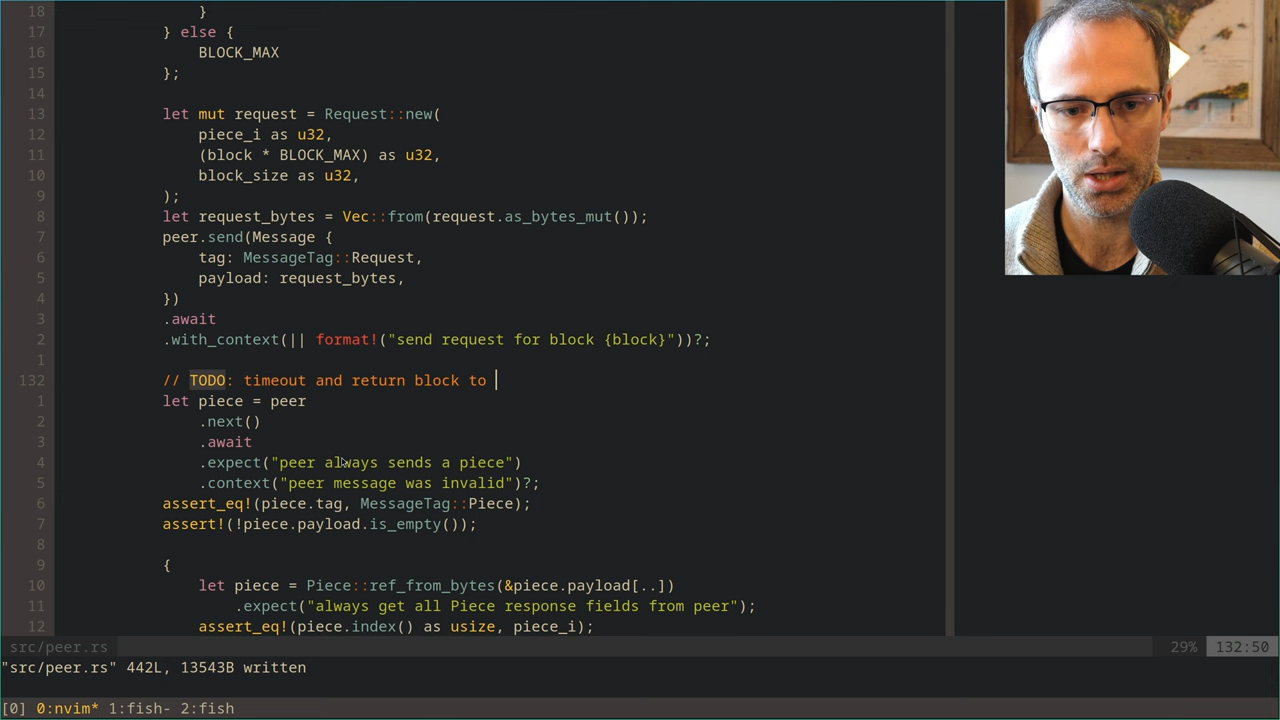 18 }
17 } else {
16 BLOCK_MAX
15 };
14
13 let mut request = Request::new(
12 piece_i as u32,
11 (block * BLOCK_MAX) as u32,
10 block_size as u32,
9 );
8 let request_bytes = Vec::from(request.as_bytes_mut());
7 peer.send(Message {
6 tag: MessageTag::Request,
5 payload: request_bytes,
4 })
3 .await
2 .with_context(|| format!("send request for block {block}"))?;
1
132 // TODO: timeout and return block to
1 let piece = peer
2 .next()
3 .await
4 .expect("peer always sends a piece")
5 .context("peer message was invalid")?;
6 assert_eq!(piece.tag, MessageTag::Piece);
7 assert!(!piece.payload.is_empty());
8
9 {
10 let piece = Piece::ref_from_bytes(&piece.payload[..])
11 .expect("always get all Piece response fields from peer");
12 assert_eq!(piece.index() as usize, piece_i);
src/peer.rs 29% 132:50
"src/peer.rs" 442L, 13543B written
[0] 0:nvim* 1:fish- 2:fish